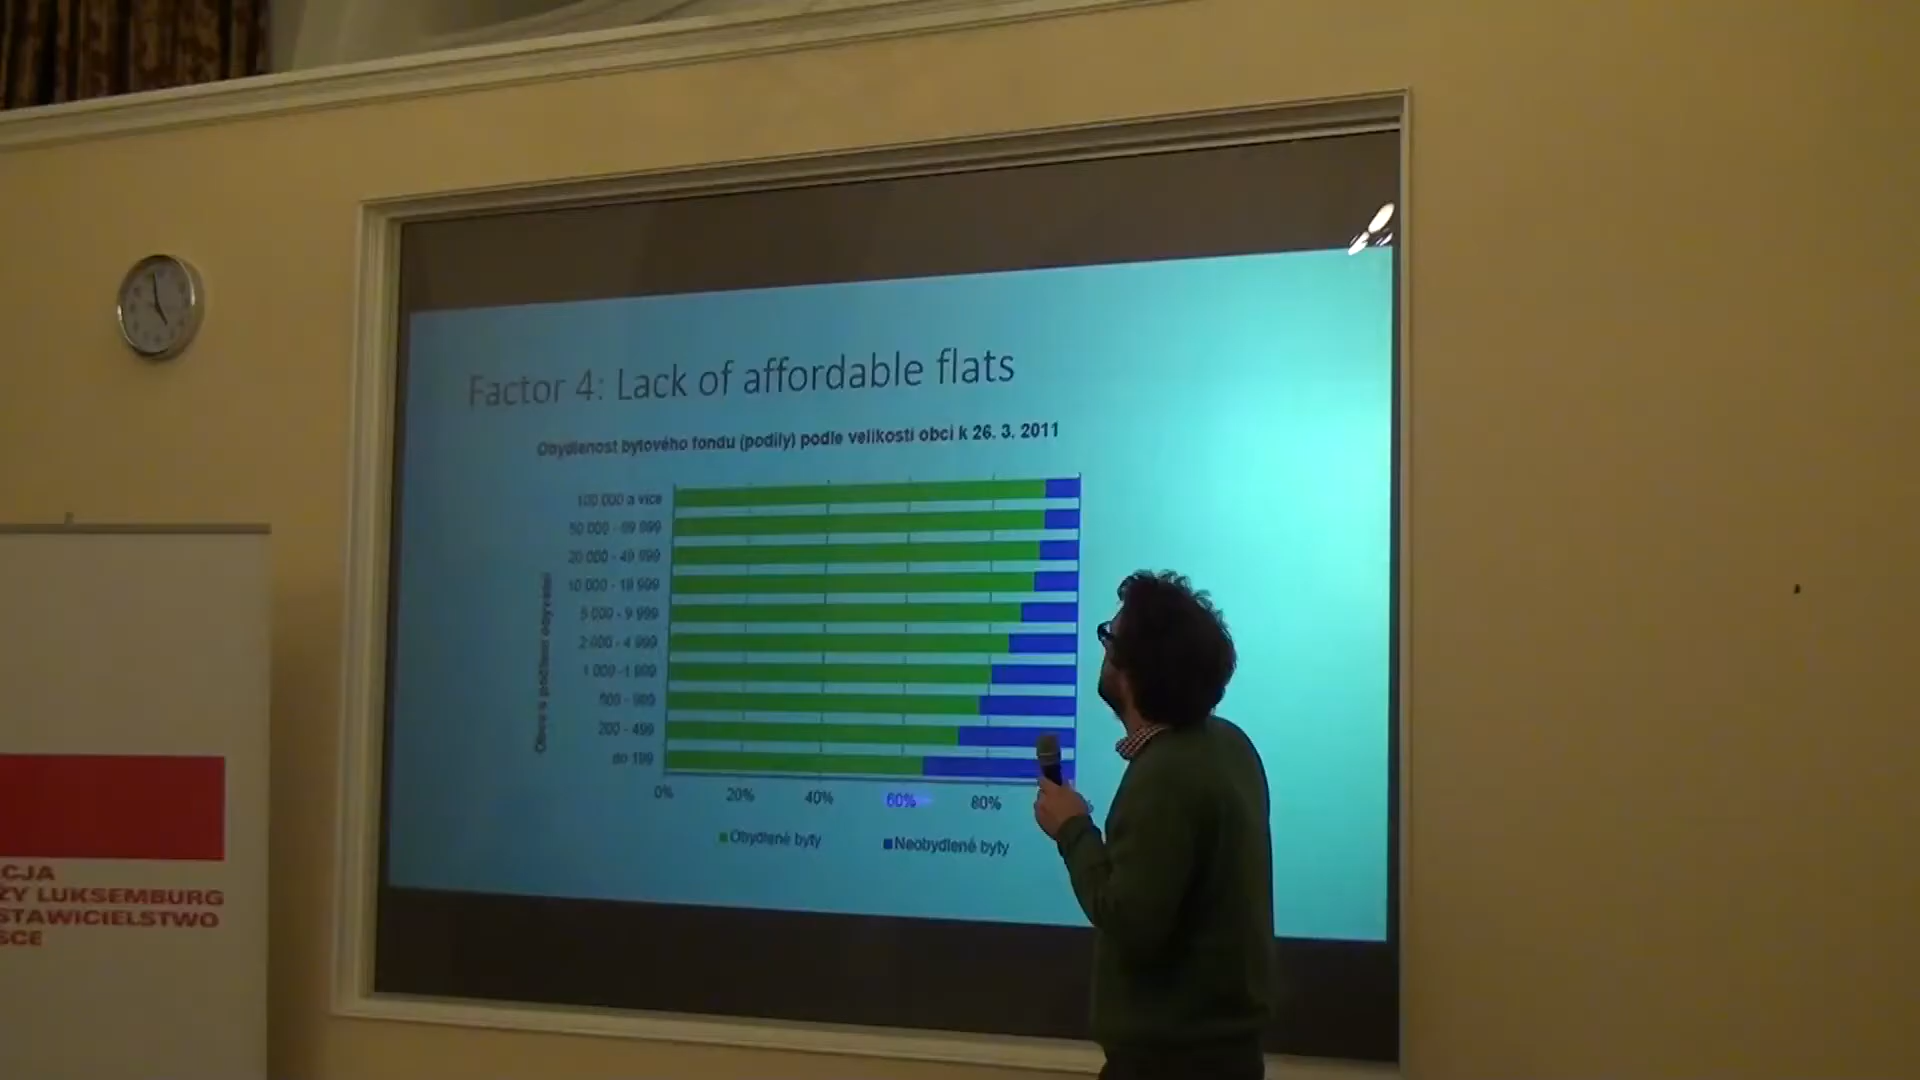 Factor 4: Lack of affordable flats
Obydlenost bytového fondu (podíly) podle velikosti obcí k 26. 3. 2011
100 000 a více
50 000 - 99 999
20 000 - 49 999
10 000 - 19 999
5 000 - 9 999
2 000 - 4 999
1 000 - 1 999
500 - 999
200 - 499
do 199
0% 20% 40% 60% 80% %
Obydlené byty Neobydlené byty
CJA
ŻY LUKSEMBURG
STAWICIELSTWO
SCE